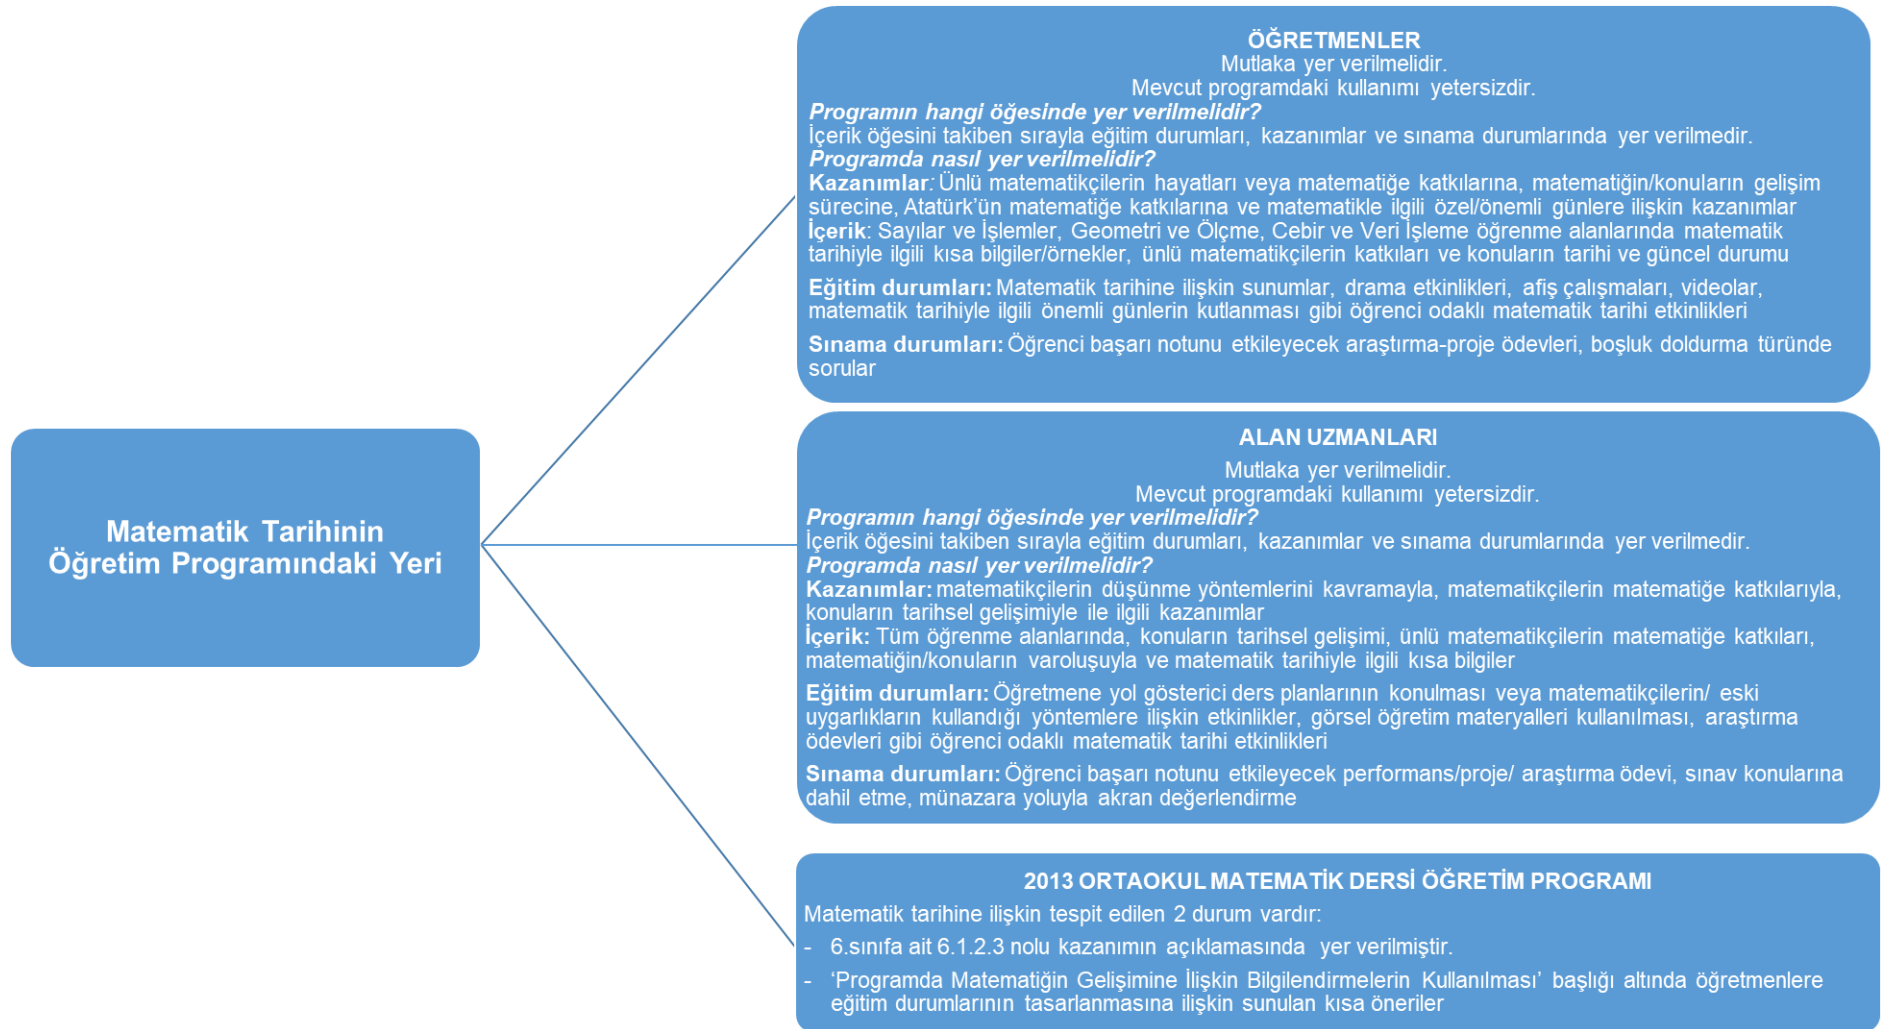 ÖĞRETMENLER
Mutlaka yer verilmelidir.
Mevcut programdaki kullanımı yetersizdir.
Programın hangi öğesinde yer verilmelidir?
İçerik öğesini takiben sırayla eğitim durumları, kazanımlar ve sınama durumlarında yer verilmedir.
Programda nasıl yer verilmelidir?
Kazanımlar: Ünlü matematikçilerin hayatları veya matematiğe katkılarına, matematiğin/konuların gelişim
sürecine, Atatürk'ün matematiğe katkılarına ve matematikle ilgili özel/önemli günlere ilişkin kazanımlar
İçerik: Sayılar ve İşlemler, Geometri ve Ölçme, Cebir ve Veri İşleme öğrenme alanlarında matematik
tarihiyle ilgili kısa bilgiler/örnekler, ünlü matematikçilerin katkıları ve konuların tarihi ve güncel durumu
Eğitim durumları: Matematik tarihine ilişkin sunumlar, drama etkinlikleri, afiş çalışmaları, videolar,
matematik tarihiyle ilgili önemli günlerin kutlanması gibi öğrenci odaklı matematik tarihi etkinlikleri
Sınama durumları: Öğrenci başarı notunu etkileyecek araştırma-proje ödevleri, boşluk doldurma türünde
sorular
Matematik Tarihinin
Öğretim Programındaki Yeri
ALAN UZMANLARI
Mutlaka yer verilmelidir.
Mevcut programdaki kullanımı yetersizdir.
Programın hangi öğesinde yer verilmelidir?
İçerik öğesini takiben sırayla eğitim durumları, kazanımlar ve sınama durumlarında yer verilmedir.
Programda nasıl yer verilmelidir?
Kazanımlar: matematikçilerin düşünme yöntemlerini kavramayla, matematikçilerin matematiğe katkılarıyla,
konuların tarihsel gelişimiyle ile ilgili kazanımlar
İçerik: Tüm öğrenme alanlarında, konuların tarihsel gelişimi, ünlü matematikçilerin matematiğe katkıları,
matematiğin/konuların varoluşuyla ve matematik tarihiyle ilgili kısa bilgiler
Eğitim durumları: Öğretmene yol gösterici ders planlarının konulması veya matematikçilerin/ eski
uygarlıkların kullandığı yöntemlere ilişkin etkinlikler, görsel öğretim materyalleri kullanılması, araştırma
ödevleri gibi öğrenci odaklı matematik tarihi etkinlikleri
Sınama durumları: Öğrenci başarı notunu etkileyecek performans/proje/ araştırma ödevi, sınav konularına
dahil etme, münazara yoluyla akran değerlendirme
2013 ORTAOKUL MATEMATİK DERSİ ÖĞRETİM PROGRAMI
Matematik tarihine ilişkin tespit edilen 2 durum vardır:
- 6.sınıfa ait 6.1.2.3 nolu kazanımın açıklamasında yer verilmiştir.
- 'Programda Matematiğin Gelişimine İlişkin Bilgilendirmelerin Kullanılması' başlığı altında öğretmenlere
eğitim durumlarının tasarlanmasına ilişkin sunulan kısa öneriler